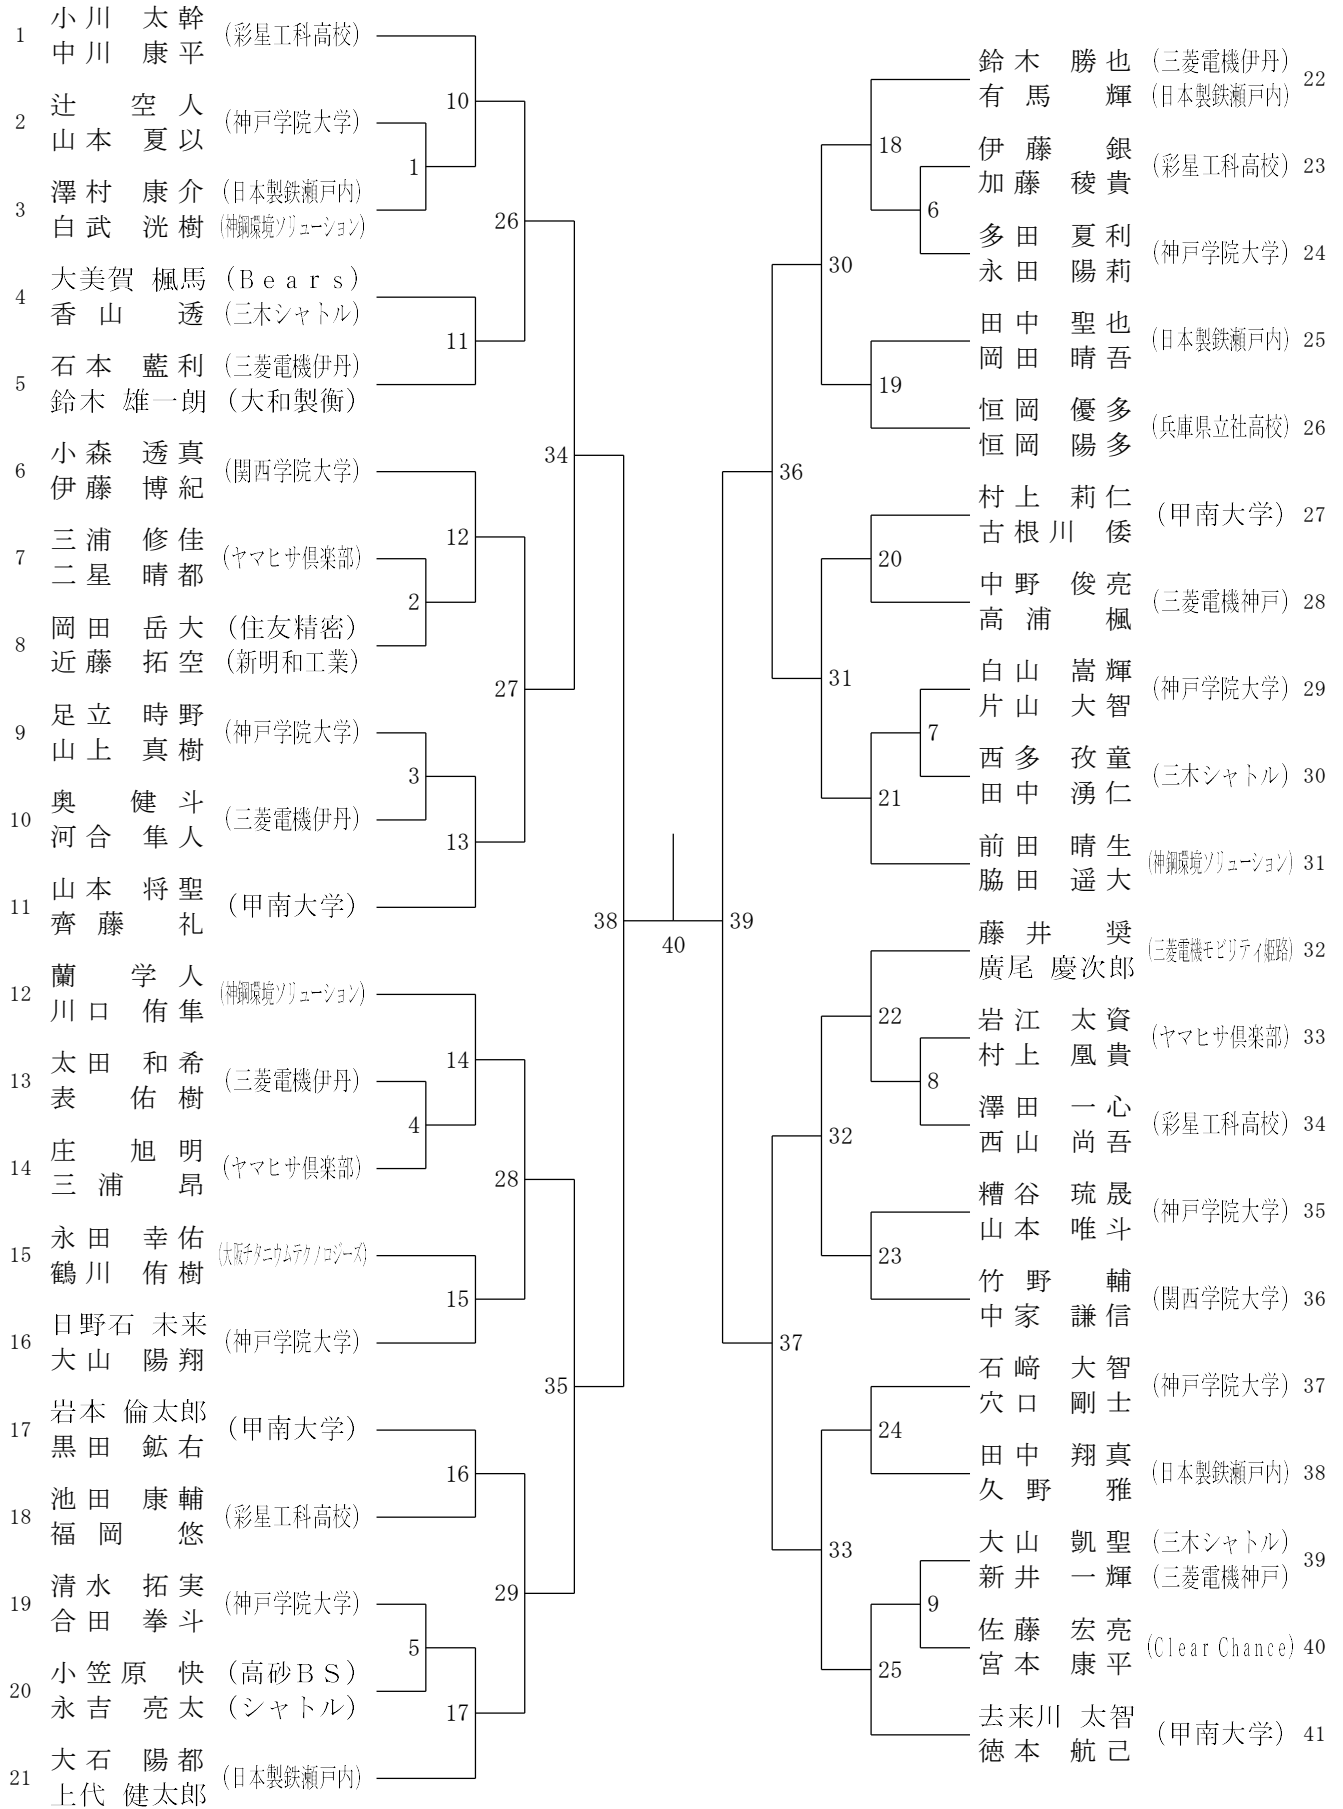 1 小川 太幹 (彩星工科高校)
中川 康平
2 辻 空人 (神戸学院大学)
山本 夏以
3 澤村 康介 (日本製鉄瀬戸内)
白武 洸樹 (神鋼環境ソリューション)
4 大美賀 楓馬 (Bears)
香山 透 (三木シャトル)
5 石本 藍利 (三菱電機伊丹)
鈴木 雄一朗 (大和製衡)
6 小森 透真 (関西学院大学)
伊藤 博紀
7 三浦 修佳 (ヤマヒサ倶楽部)
二星 晴都
8 岡田 岳大 (住友精密)
近藤 拓空 (新明和工業)
9 足立 時野 (神戸学院大学)
山上 真樹
10 奥 健斗 (三菱電機伊丹)
河合 隼人
11 山本 将聖 (甲南大学)
齊藤 礼
12 蘭 学人 (神鋼環境ソリューション)
川口 侑隼
13 太田 和希 (三菱電機伊丹)
表 佑樹
14 庄 旭明 (ヤマヒサ倶楽部)
三浦 昂
15 永田 幸佑 (大阪チタニウムテクノロジーズ)
鶴川 侑樹
16 日野石 未来 (神戸学院大学)
大山 陽翔
17 岩本 倫太郎 (甲南大学)
黒田 鉱右
18 池田 康輔 (彩星工科高校)
福岡 悠
19 清水 拓実 (神戸学院大学)
合田 拳斗
20 小笠原 快 (高砂BS)
永吉 亮太 (シャトル)
21 大石 陽都 (日本製鉄瀬戸内)
上代 健太郎
10
1
26
11
34
12
2
27
3
13
38
14
4
28
15
35
16
29
5
17
40
39
18
6
30
19
36
20
31
7
21
22
8
32
23
37
24
33
9
25
鈴木 勝也 (三菱電機伊丹) 22
有馬 輝 (日本製鉄瀬戸内)
伊藤 銀 (彩星工科高校) 23
加藤 稜貴
多田 夏利 (神戸学院大学) 24
永田 陽莉
田中 聖也 (日本製鉄瀬戸内) 25
岡田 晴吾
恒岡 優多 (兵庫県立社高校) 26
恒岡 陽多
村上 莉仁 (甲南大学) 27
古根川 倭
中野 俊亮 (三菱電機神戸) 28
高浦 楓
白山 嵩輝 (神戸学院大学) 29
片山 大智
西多 孜童 (三木シャトル) 30
田中 湧仁
前田 晴生 (神鋼環境ソリューション) 31
脇田 遥大
藤井 奨 (三菱電機モビリティ姫路) 32
廣尾 慶次郎
岩江 太資 (ヤマヒサ倶楽部) 33
村上 凰貴
澤田 一心 (彩星工科高校) 34
西山 尚吾
糟谷 琉晟 (神戸学院大学) 35
山本 唯斗
竹野 輔 (関西学院大学) 36
中家 謙信
石﨑 大智 (神戸学院大学) 37
穴口 剛士
田中 翔真 (日本製鉄瀬戸内) 38
久野 雅
大山 凱聖 (三木シャトル) 39
新井 一輝 (三菱電機神戸)
佐藤 宏亮 (Clear Chance) 40
宮本 康平
去来川 太智 (甲南大学) 41
徳本 航己